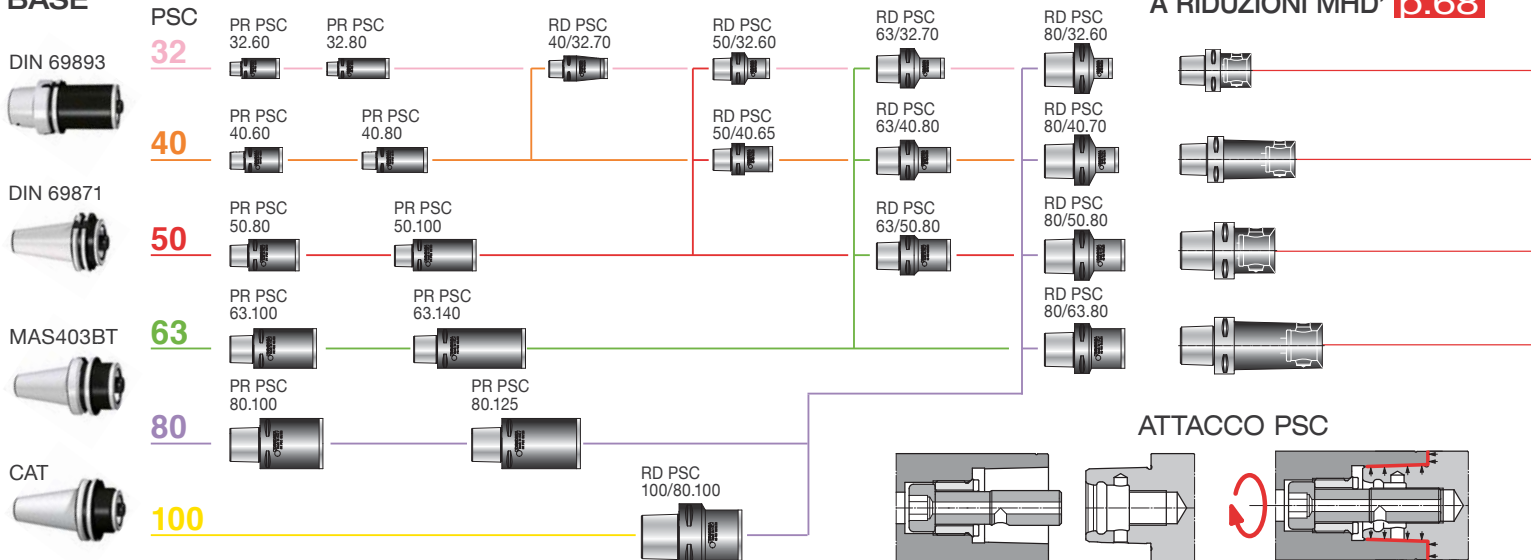 BASE
PSC
A RIDUZIONI MHD' p.68
DIN 69893
DIN 69871
MAS403BT
CAT
32
PR PSC
32.60
PR PSC
32.80
RD PSC
40/32.70
RD PSC
50/32.60
RD PSC
63/32.70
RD PSC
80/32.60
40
PR PSC
40.60
PR PSC
40.80
RD PSC
50/40.65
RD PSC
63/40.80
RD PSC
80/40.70
50
PR PSC
50.80
PR PSC
50.100
RD PSC
63/50.80
RD PSC
80/50.80
63
PR PSC
63.100
PR PSC
63.140
RD PSC
80/63.80
80
PR PSC
80.100
PR PSC
80.125
100
RD PSC
100/80.100
ATTACCO PSC